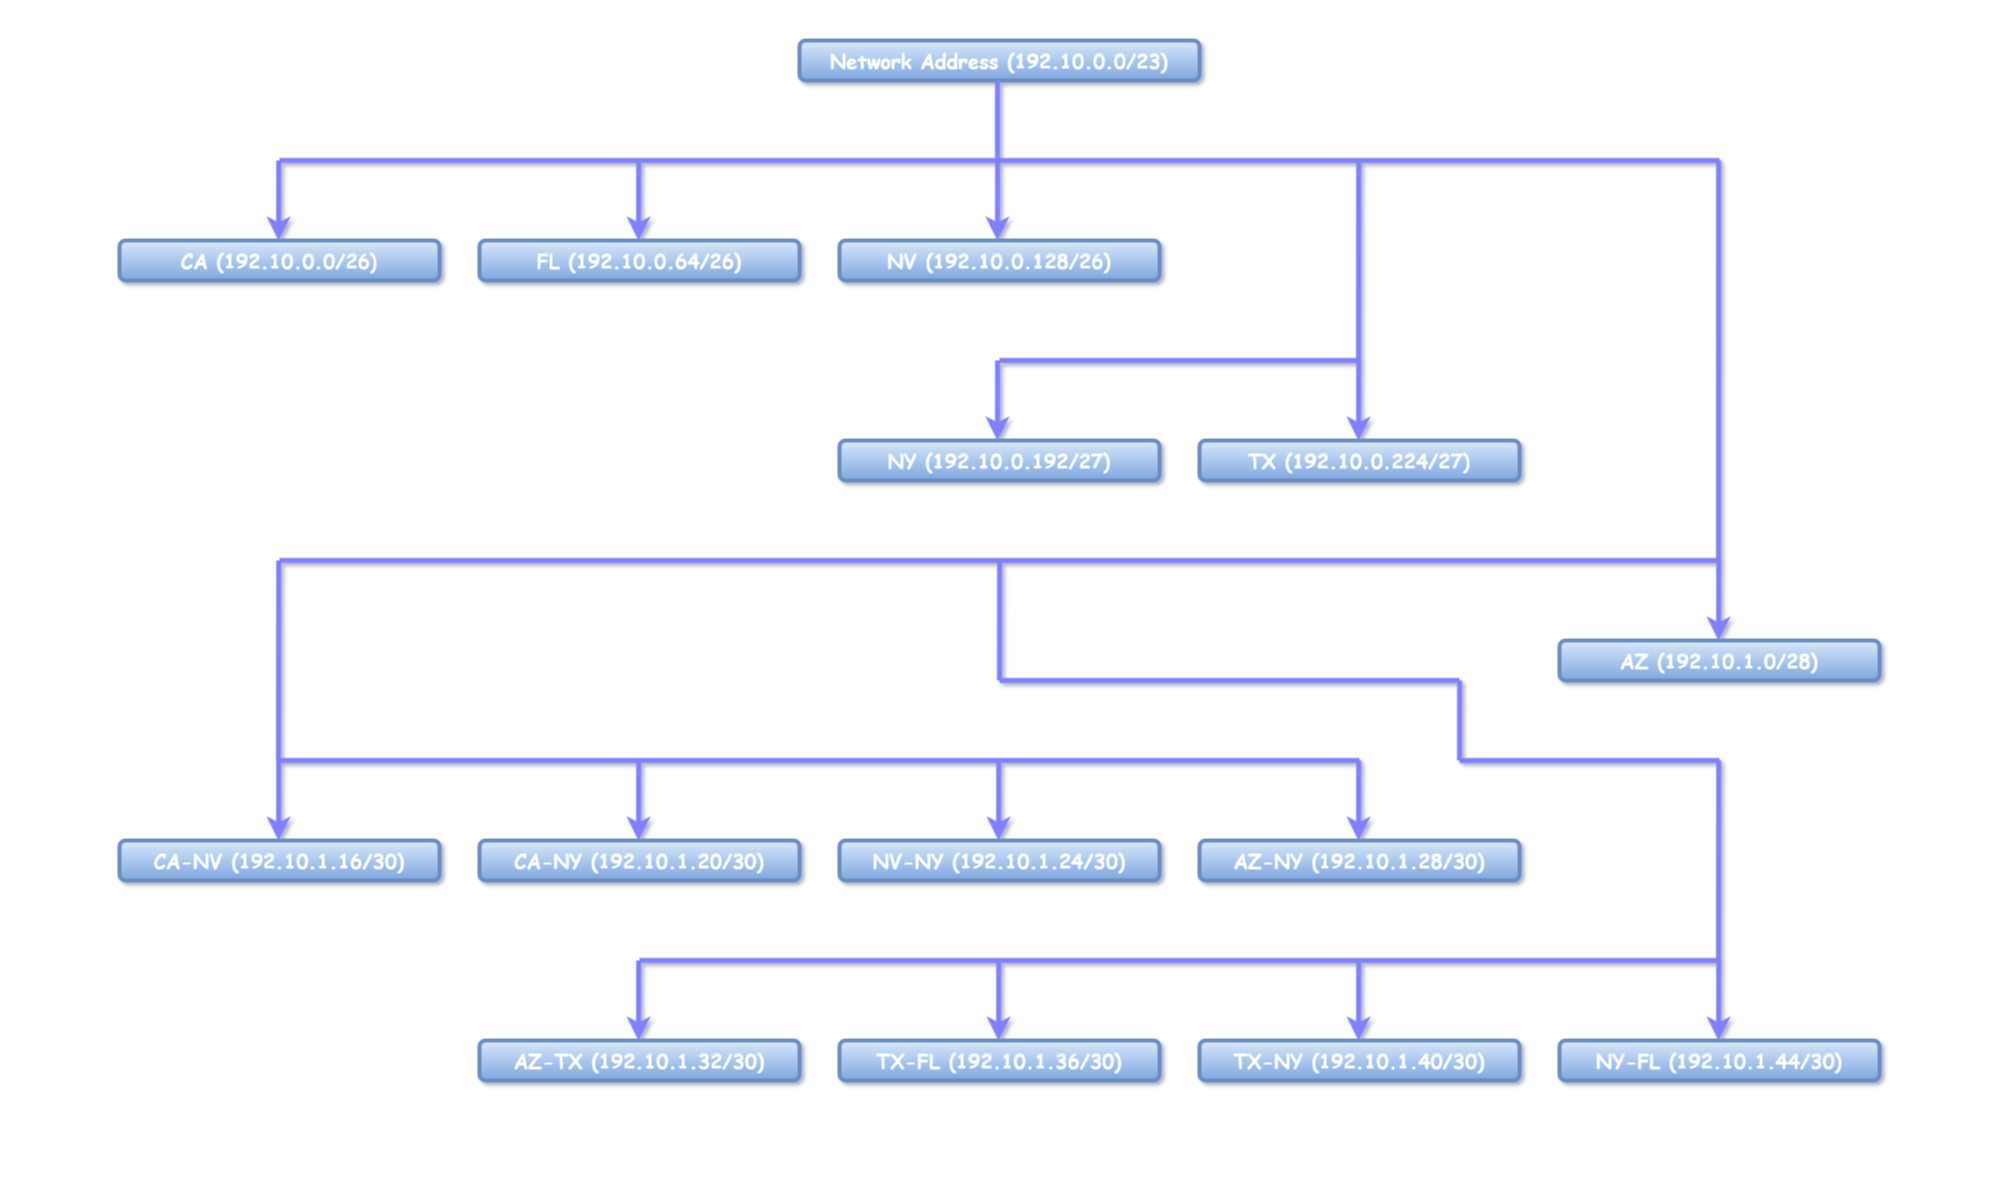 Network Address (192.10.0.0/23)
CA (192.10.0.0/26)
FL (192.10.0.64/26)
NV (192.10.0.128/26)
NY (192.10.0.192/27)
TX (192.10.0.224/27)
AZ (192.10.1.0/28)
CA-NV (192.10.1.16/30)
CA-NY (192.10.1.20/30)
NV-NY (192.10.1.24/30)
AZ-NY (192.10.1.28/30)
AZ-TX (192.10.1.32/30)
TX-FL (192.10.1.36/30)
TX-NY (192.10.1.40/30)
NY-FL (192.10.1.44/30)